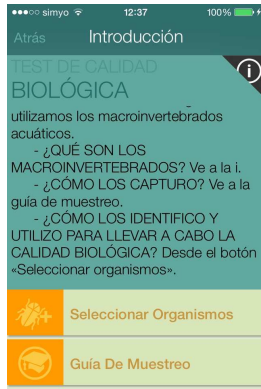 simyo 12:37 100%
Atrás Introducción
TEST DE CALIDAD
BIOLÓGICA
utilizamos los macroinvertebrados
acuáticos.
- ¿QUÉ SON LOS
MACROINVERTEBRADOS? Ve a la i.
- ¿CÓMO LOS CAPTURO? Ve a la
guía de muestreo.
- ¿CÓMO LOS IDENTIFICO Y
UTILIZO PARA LLEVAR A CABO LA
CALIDAD BIOLÓGICA? Desde el botón
«Seleccionar organismos».
Seleccionar Organismos
Guía De Muestreo